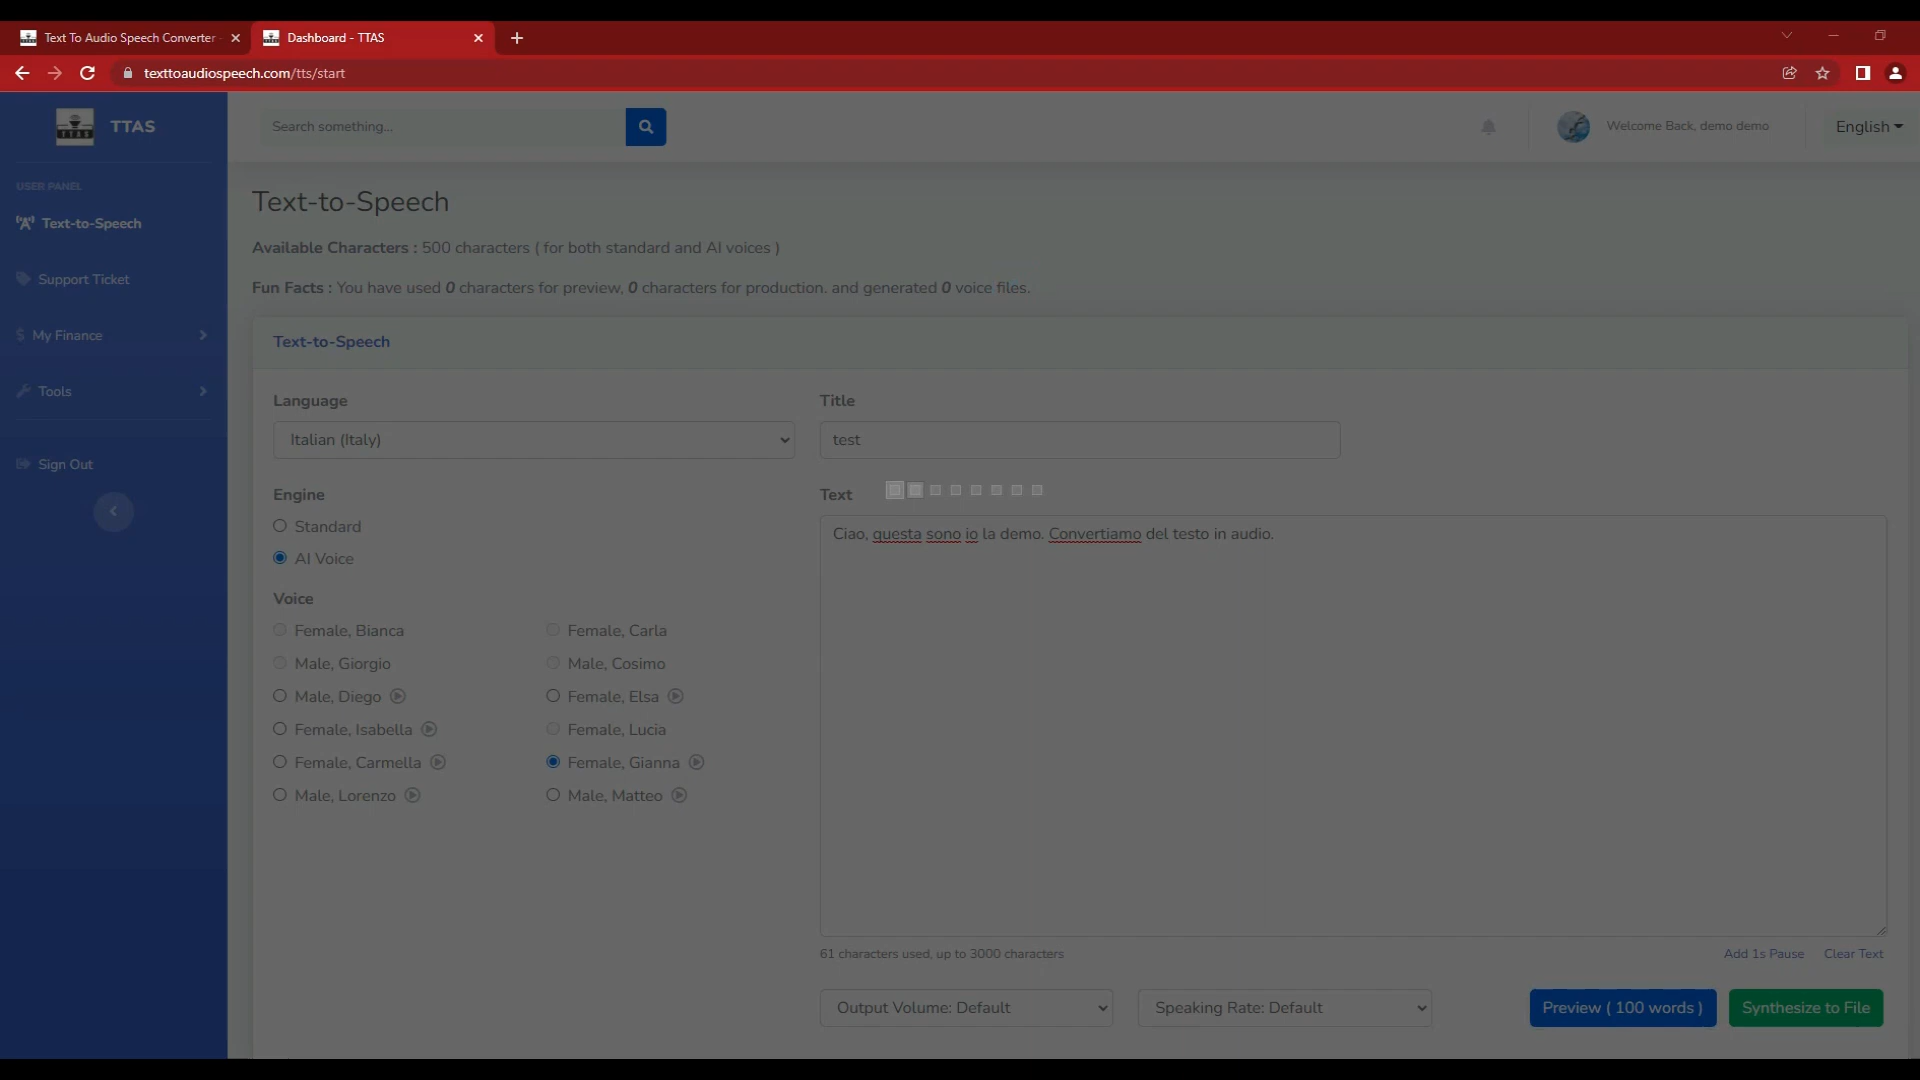 Text To Audio Speech Converter
Dashboard - TTAS
texttoaudiospeech.com/tts/start
TTAS
Search something...
Welcome Back, demo demo
English
USER PANEL
Text-to-Speech
Support Ticket
My Finance
Tools
Sign Out
Text-to-Speech
Available Characters : 500 characters ( for both standard and AI voices )
Fun Facts : You have used 0 characters for preview, 0 characters for production. and generated 0 voice files.
Text-to-Speech
Language
Italian (Italy)
Engine
Standard
AI Voice
Voice
Female, Bianca
Female, Carla
Male, Giorgio
Male, Cosimo
Male, Diego
Female, Elsa
Female, Isabella
Female, Lucia
Female, Carmella
Female, Gianna
Male, Lorenzo
Male, Matteo
Title
test
Text
Ciao, questa sono io la demo. Convertiamo del testo in audio.
61 characters used, up to 3000 characters
Add 1s Pause
Clear Text
Output Volume: Default
Speaking Rate: Default
Preview ( 100 words )
Synthesize to File